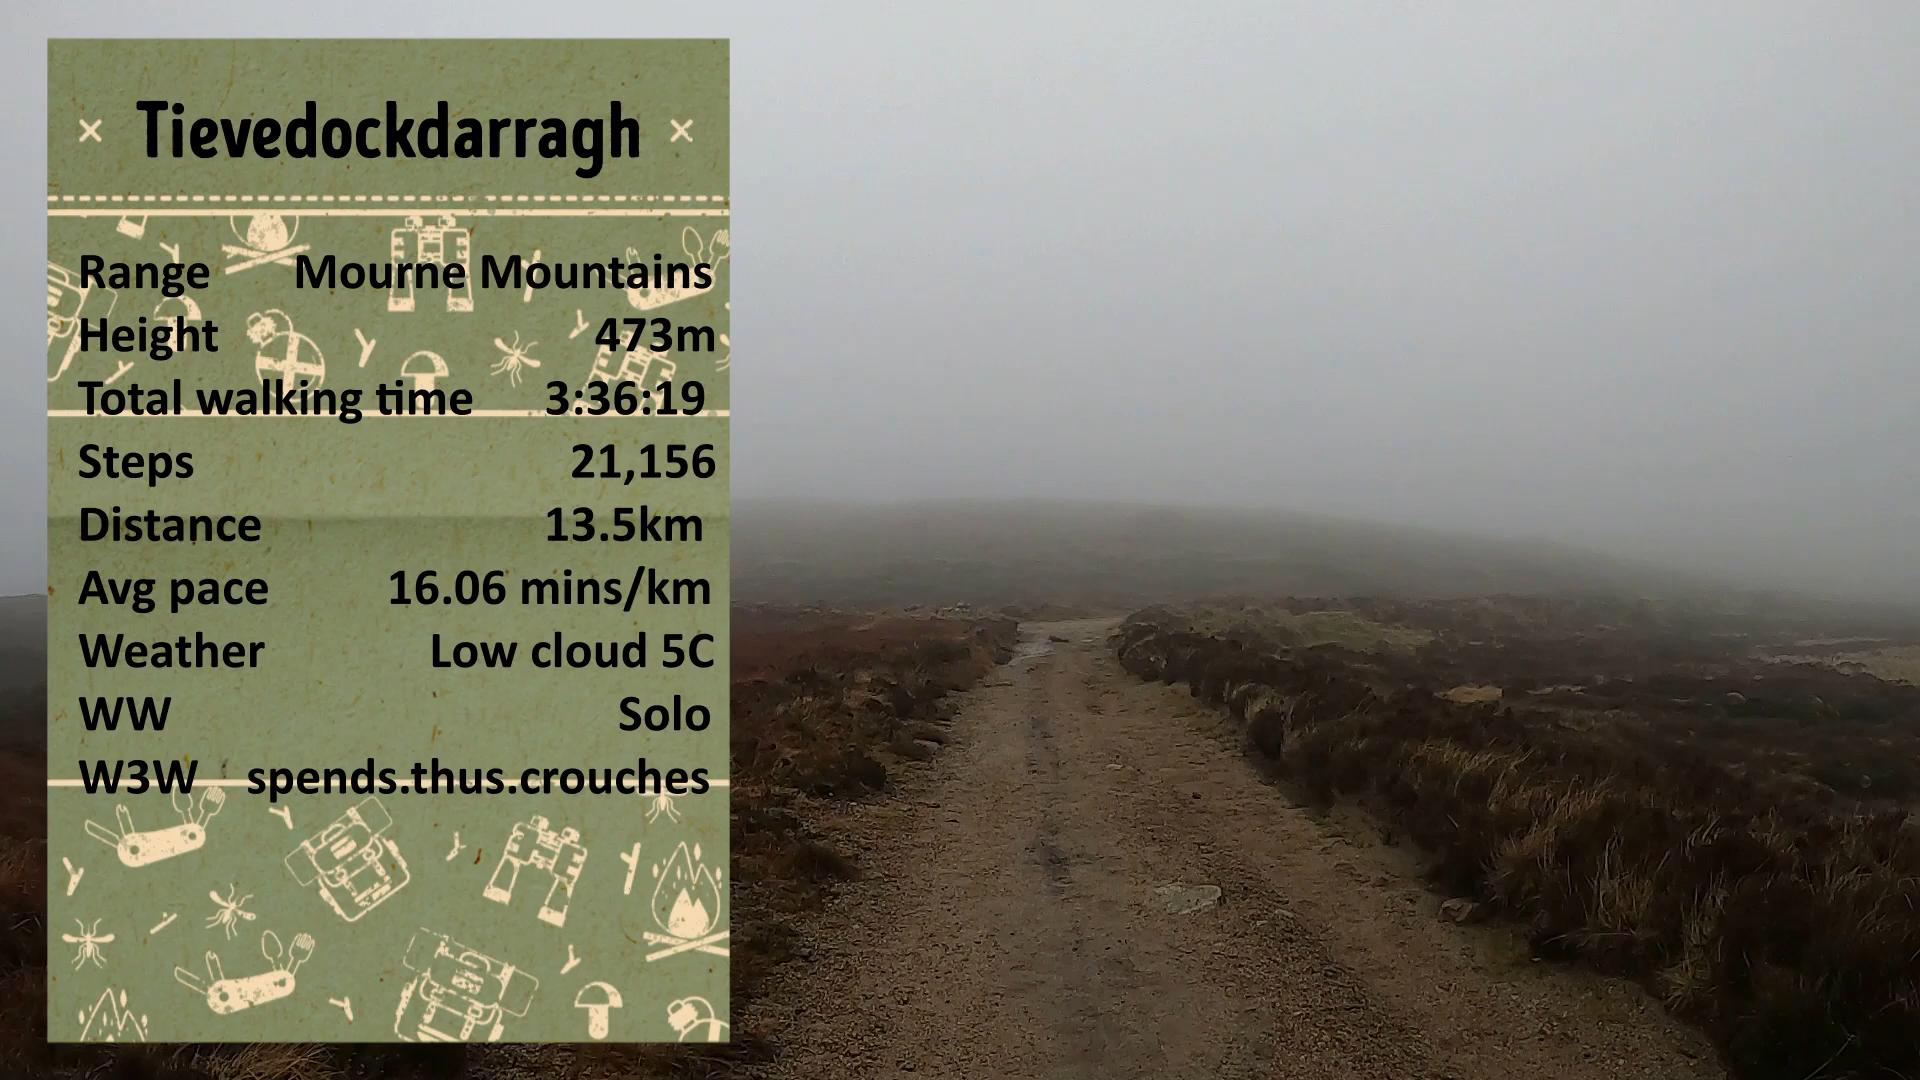 Tievedockdarragh
Range Mourne Mountains
Height 473m
Total walking time 3:36:19
Steps 21,156
Distance 13.5km
Avg pace 16.06 mins/km
Weather Low cloud 5C
WW Solo
W3W spends.thus.crouches